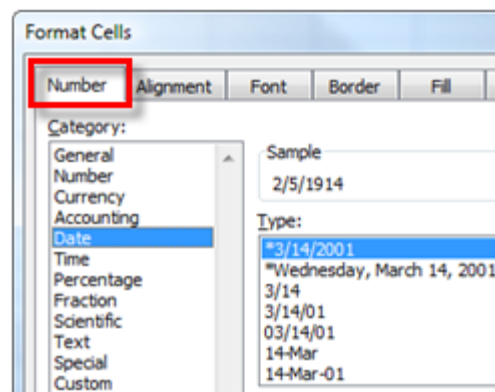 Format Cells
Number Alignment Font Border Fill
Category:
General
Number
Currency
Accounting
Date
Time
Percentage
Fraction
Scientific
Text
Special
Custom
Sample
2/5/1914
Type:
*3/14/2001
*Wednesday, March 14, 2001
3/14
3/14/01
03/14/01
14-Mar
14-Mar-01